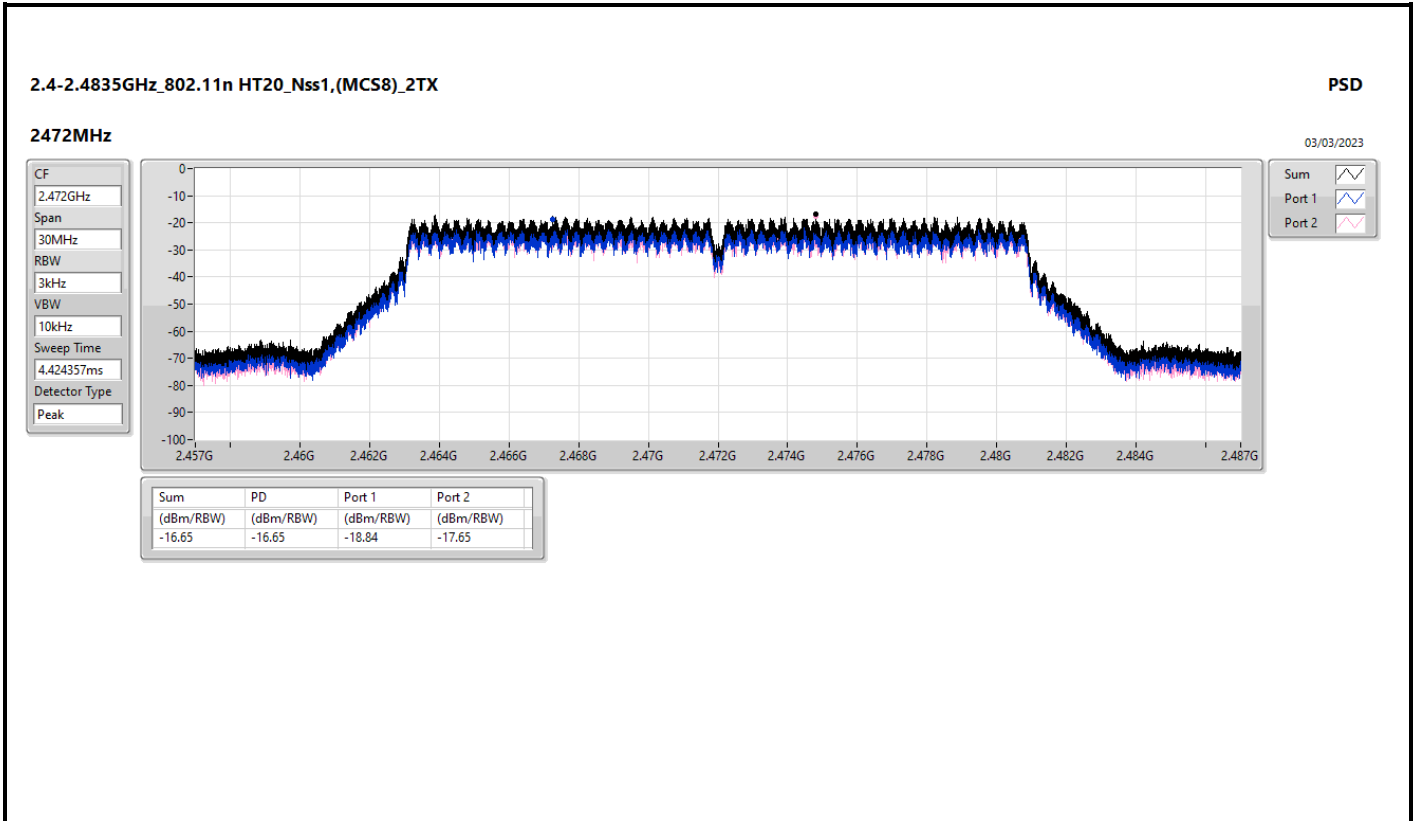 2.4-2.4835GHz_802.11n HT20_Nss1,(MCS8)_2TX
PSD
2472MHz
03/03/2023
CF
2.472GHz
Span
30MHz
RBW
3kHz
VBW
10kHz
Sweep Time
4.424357ms
Detector Type
Peak
0
-10
-20
-30
-40
-50
-60
-70
-80
-90
-100
2.457G 2.46G 2.462G 2.464G 2.466G 2.468G 2.47G 2.472G 2.474G 2.476G 2.478G 2.48G 2.482G 2.484G 2.487G
Sum
Port 1
Port 2
Sum PD Port 1 Port 2
(dBm/RBW) (dBm/RBW) (dBm/RBW) (dBm/RBW)
-16.65 -16.65 -18.84 -17.65